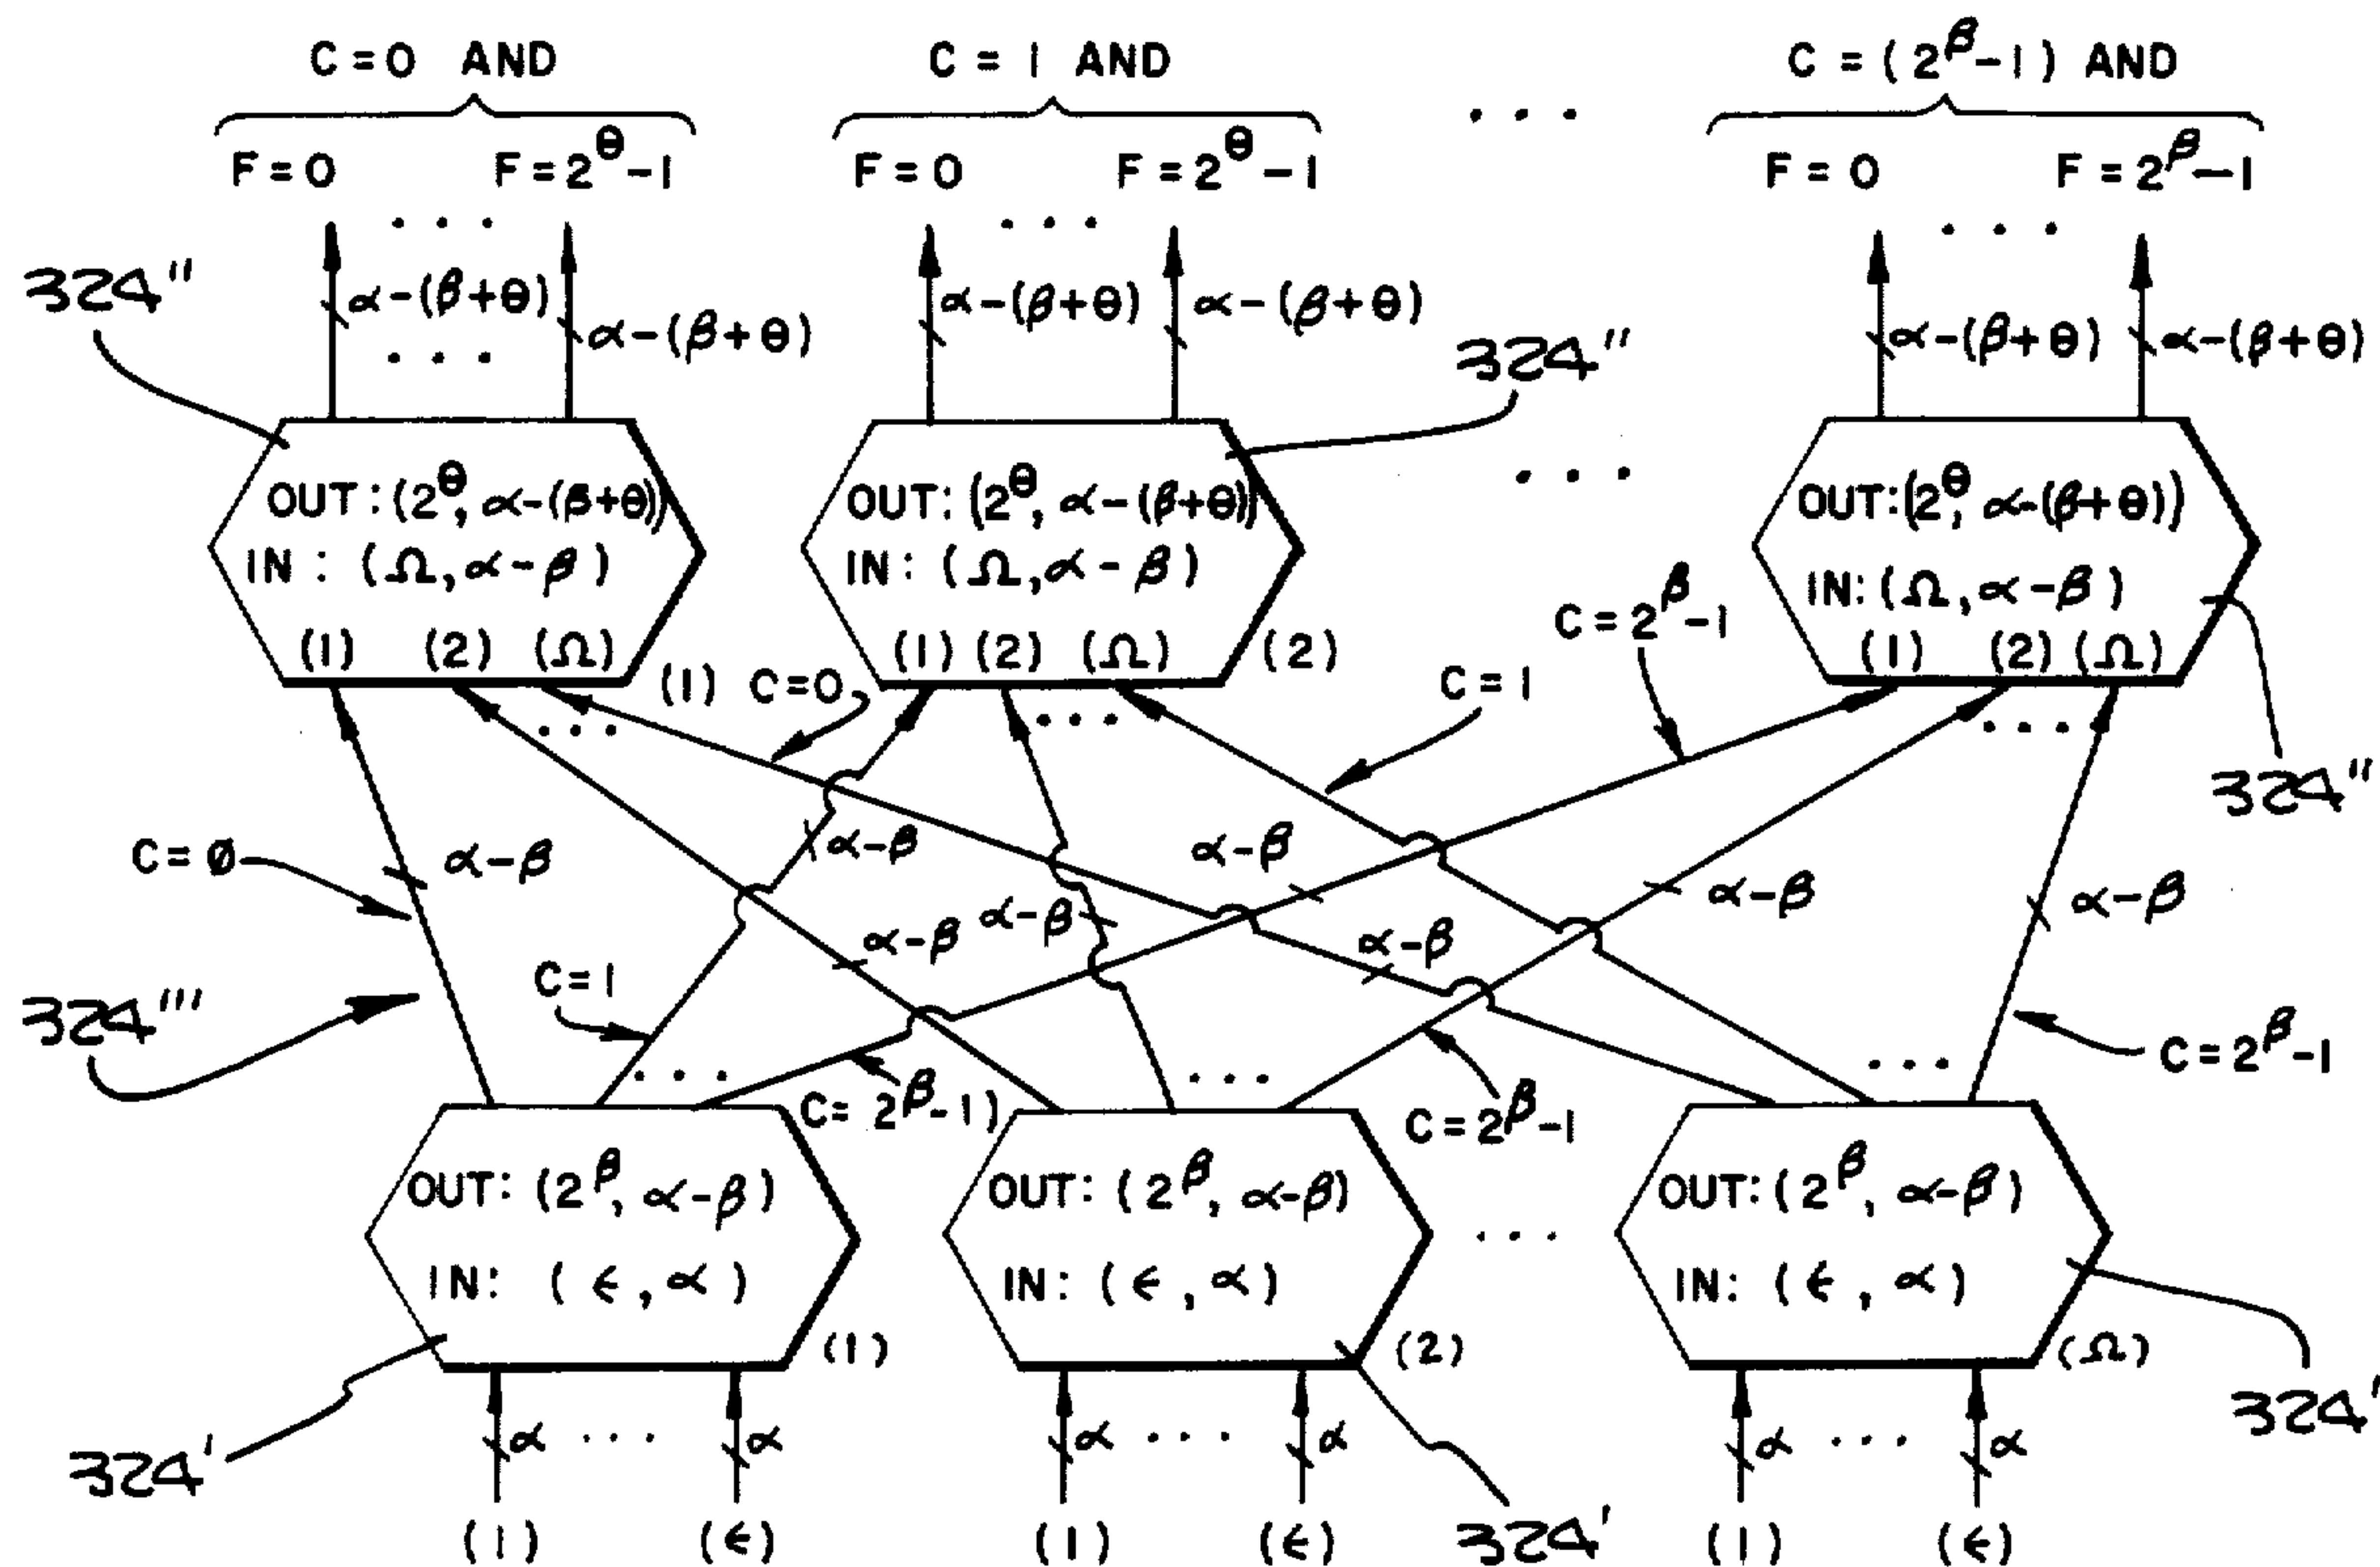 C=0 AND
C=1 AND
...
C=(2^β-1) AND
F=0
F=2^θ-1
F=0
F=2^θ-1
F=0
F=2^β-1
...
...
...
324''
α-(β+θ)
α-(β+θ)
...
α-(β+θ)
α-(β+θ)
324''
α-(β+θ)
α-(β+θ)
OUT:(2^θ, α-(β+θ))
IN: (Ω,α-β)
(1) (2) (Ω)
(1)
OUT:(2^θ, α-(β+θ))
IN: (Ω,α-β)
(1) (2) (Ω)
(2)
...
OUT:(2^θ, α-(β+θ))
IN:(Ω,α-β)
(1) (2) (Ω)
C=0
C=1
C=2^β-1
...
...
...
324''
C=Ø
α-β
α-β
α-β
α-β
α-β
α-β
α-β
α-β
C=1
324'''
C=2^β-1
...
...
...
C=2^β-1)
C=2^β-1
OUT: (2^β, α-β)
IN: (ϵ,α)
(1)
OUT: (2^β, α-β)
IN: (ϵ,α)
(2)
...
OUT:(2^β, α-β)
IN: (ϵ,α)
(Ω)
324'
α ... α
α ... α
α ... α
324'
324'
(1) (ϵ)
(1) (ϵ)
(1) (ϵ)